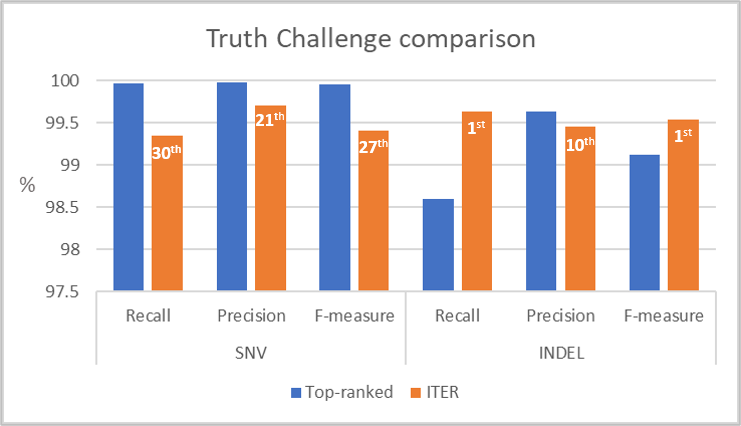 Truth Challenge comparison
100
99.5
99
98.5
98
97.5
%
30th
21th
27th
1st
10th
1st
Recall Precision F-measure Recall Precision F-measure
SNV INDEL
Top-ranked ITER